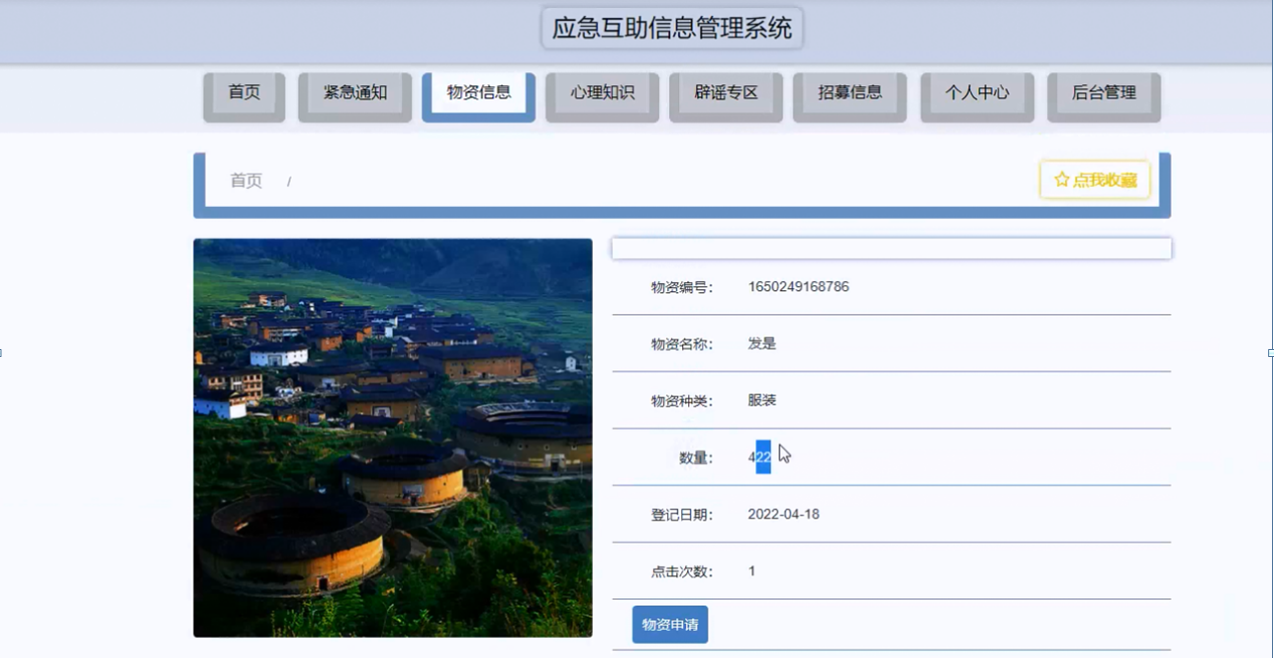 应急互助信息管理系统
首页 紧急通知 物资信息 心理知识 辟谣专区 招募信息 个人中心 后台管理
首页 / ☆点我收藏
物资编号： 1650249168786
物资名称： 发是
物资种类： 服装
数量： 422
登记日期： 2022-04-18
点击次数： 1
物资申请